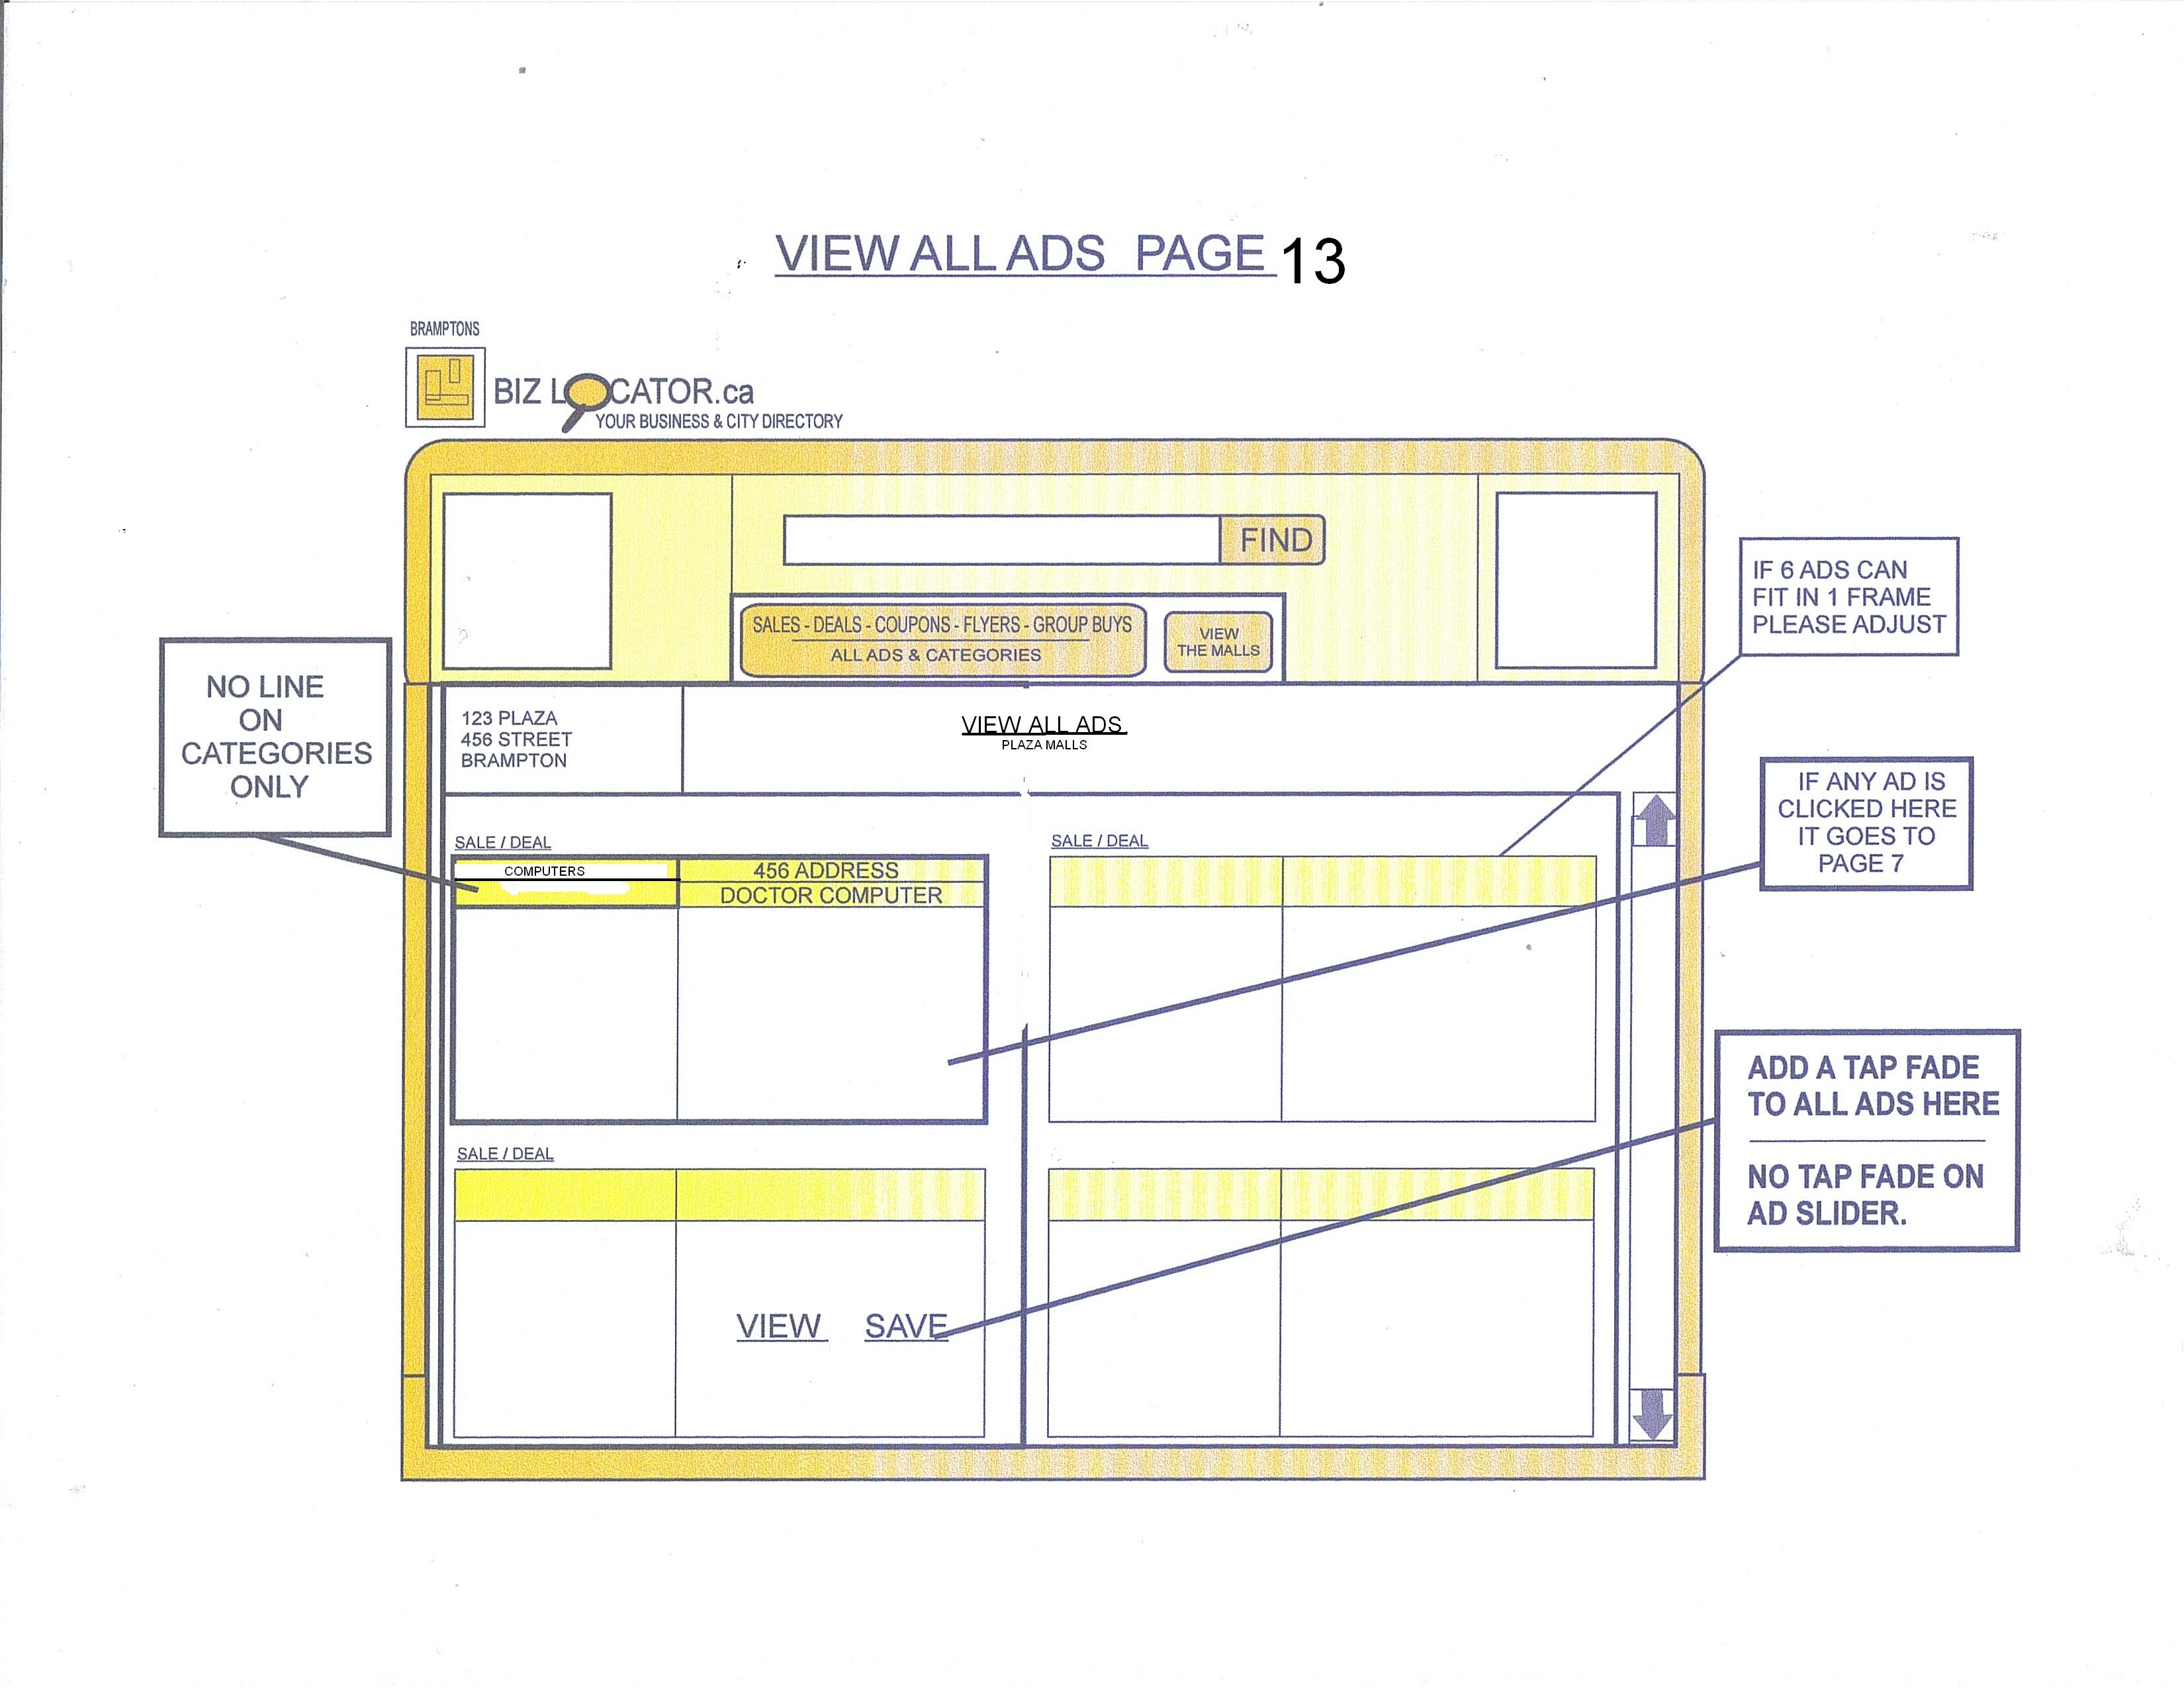 VIEW ALL ADS PAGE 13
BRAMPTONS
BIZ LOCATOR.ca
YOUR BUSINESS & CITY DIRECTORY
FIND
SALES - DEALS - COUPONS - FLYERS - GROUP BUYS
ALL ADS & CATEGORIES
VIEW
THE MALLS
IF 6 ADS CAN
FIT IN 1 FRAME
PLEASE ADJUST
NO LINE
ON
CATEGORIES
ONLY
123 PLAZA
456 STREET
BRAMPTON
VIEW ALL ADS
PLAZA MALLS
IF ANY AD IS
CLICKED HERE
IT GOES TO
PAGE 7
SALE / DEAL
COMPUTERS
456 ADDRESS
DOCTOR COMPUTER
SALE / DEAL
ADD A TAP FADE
TO ALL ADS HERE
NO TAP FADE ON
AD SLIDER.
SALE / DEAL
VIEW SAVE